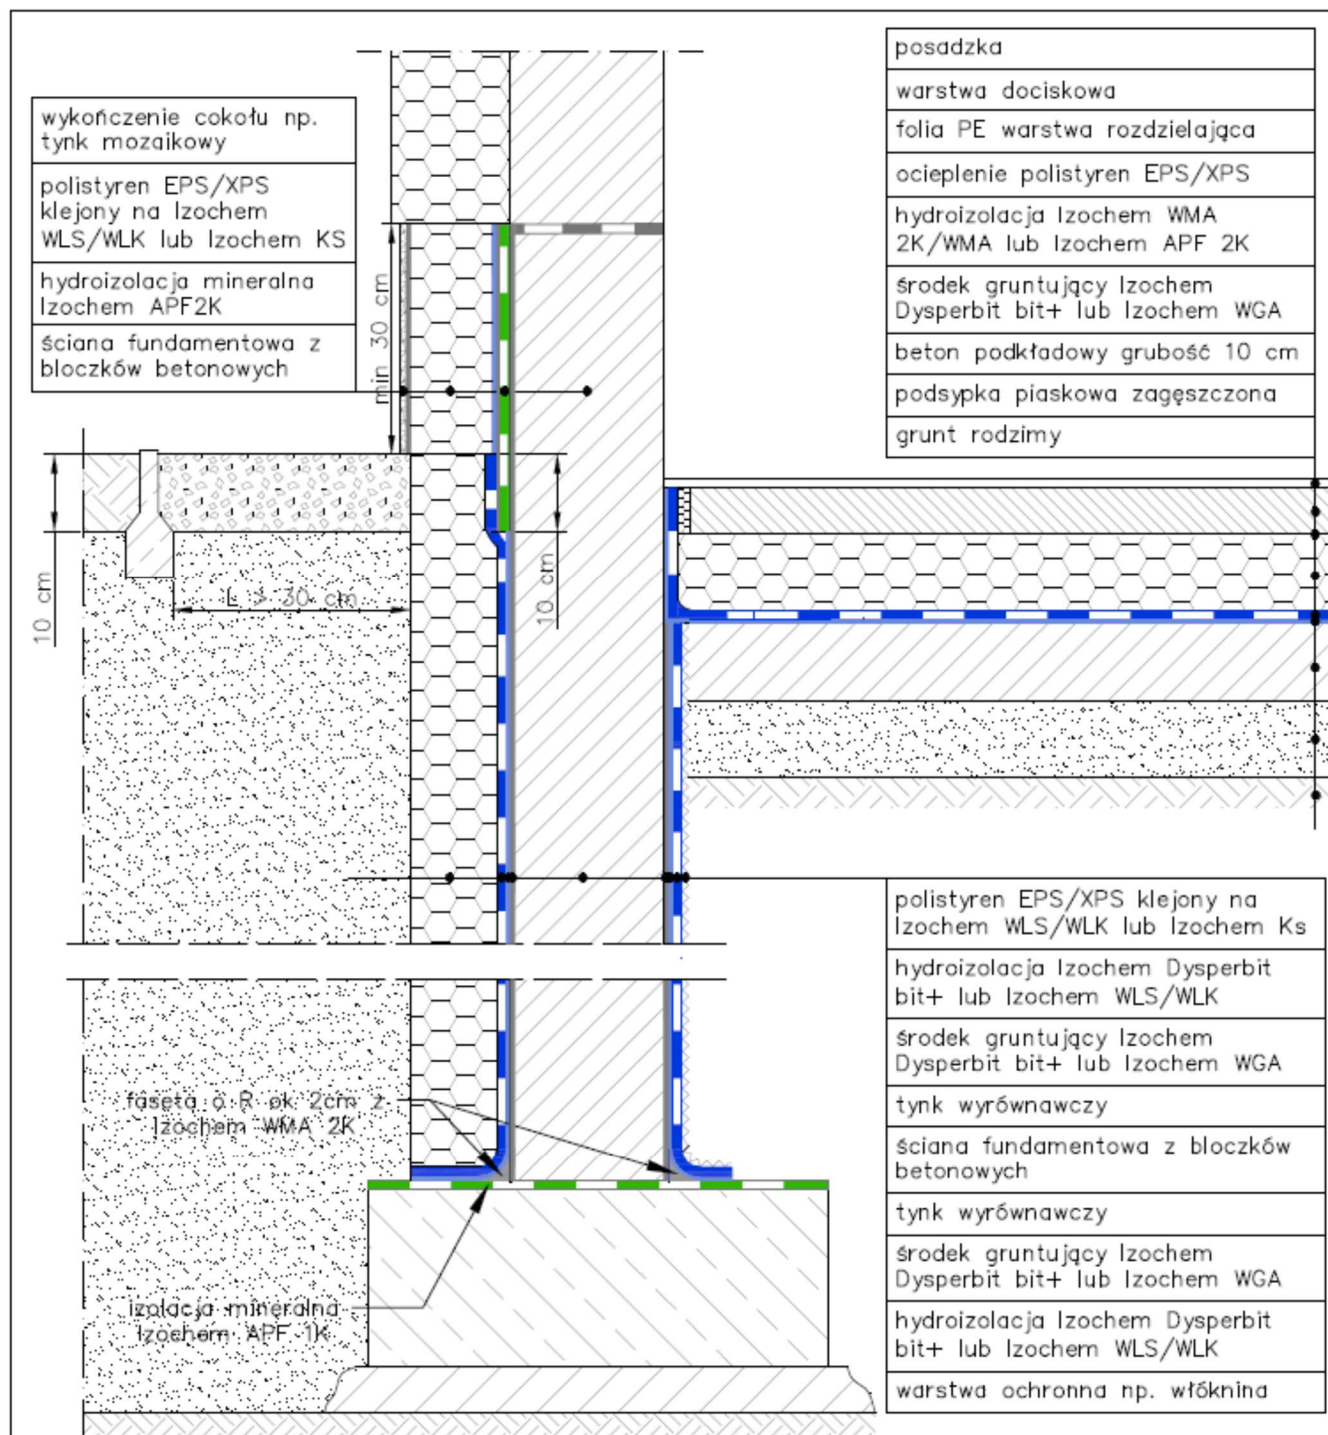 wykończenie cokołu np.
tynk mozaikowy
polistyren EPS/XPS
klejony na Izochem
WLS/WLK lub Izochem KS
hydroizolacja mineralna
Izochem APF2K
ściana fundamentowa z
bloczków betonowych
posadzka
warstwa dociskowa
folia PE warstwa rozdzielająca
ocieplenie polistyren EPS/XPS
hydroizolacja Izochem WMA
2K/WMA lub Izochem APF 2K
środek gruntujący Izochem
Dysperbit bit+ lub Izochem WGA
beton podkładowy grubość 10 cm
podsypka piaskowa zagęszczona
grunt rodzimy
min 30 cm
10 cm
L > 30 cm
10 cm
polistyren EPS/XPS klejony na
Izochem WLS/WLK lub Izochem Ks
hydroizolacja Izochem Dysperbit
bit+ lub Izochem WLS/WLK
środek gruntujący Izochem
Dysperbit bit+ lub Izochem WGA
tynk wyrównawczy
ściana fundamentowa z bloczków
betonowych
tynk wyrównawczy
środek gruntujący Izochem
Dysperbit bit+ lub Izochem WGA
hydroizolacja Izochem Dysperbit
bit+ lub Izochem WLS/WLK
warstwa ochronna np. włóknina
faseta o R ok 2cm z
Izochem WMA 2K
izolacja mineralna
Izochem APF 1K